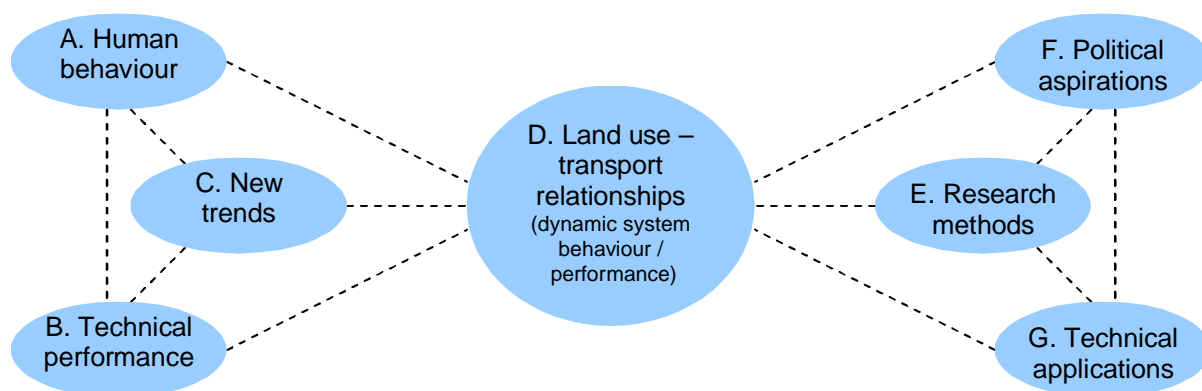 A. Human
behaviour
C. New
trends
B. Technical
performance
D. Land use –
transport
relationships
(dynamic system
behaviour /
performance)
F. Political
aspirations
E. Research
methods
G. Technical
applications